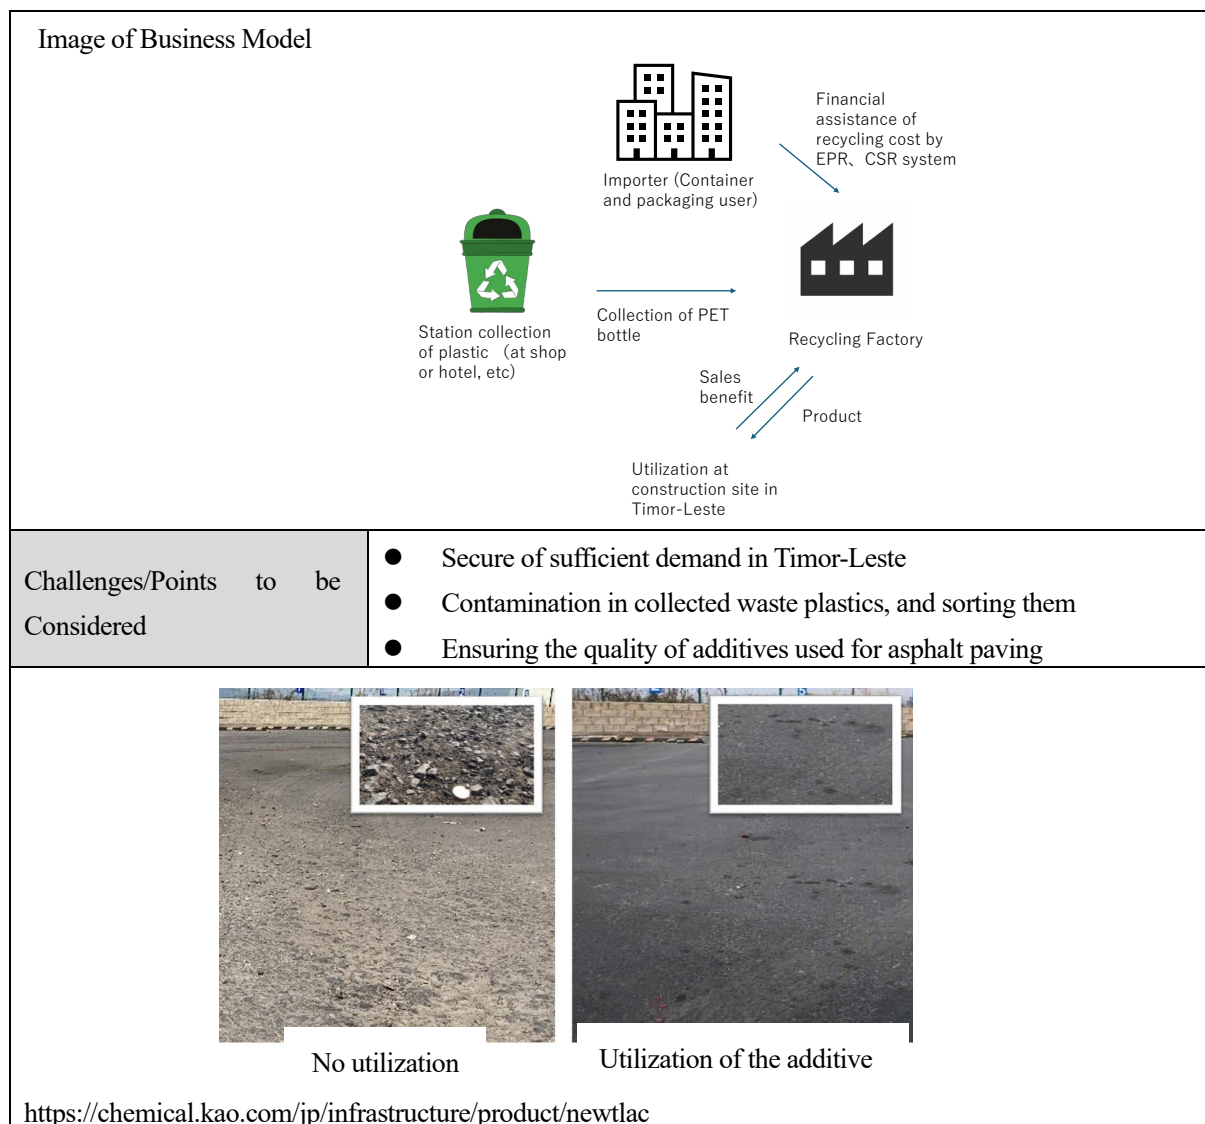 Image of Business Model
Financial
assistance of
recycling cost by
EPR、CSR system
Importer (Container
and packaging user)
Station collection
of plastic （at shop
or hotel, etc)
Collection of PET
bottle
Recycling Factory
Sales
benefit
Product
Utilization at
construction site in
Timor-Leste
Challenges/Points to be
Considered
● Secure of sufficient demand in Timor-Leste
● Contamination in collected waste plastics, and sorting them
● Ensuring the quality of additives used for asphalt paving
No utilization
Utilization of the additive
https://chemical.kao.com/jp/infrastructure/product/newtlac